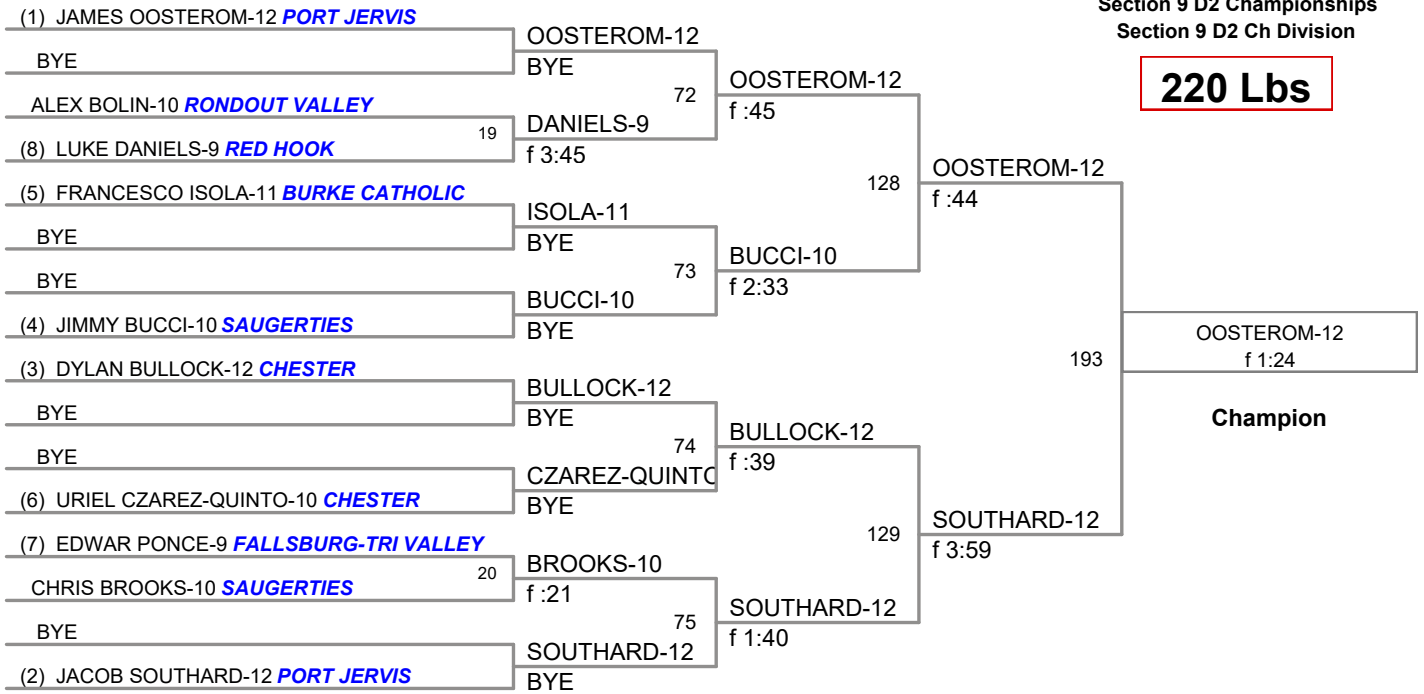 Section 9 D2 Championships
Section 9 D2 Ch Division
220 Lbs
(1) JAMES OOSTEROM-12 PORT JERVIS
BYE
ALEX BOLIN-10 RONDOUT VALLEY
19
(8) LUKE DANIELS-9 RED HOOK
(5) FRANCESCO ISOLA-11 BURKE CATHOLIC
BYE
BYE
(4) JIMMY BUCCI-10 SAUGERTIES
(3) DYLAN BULLOCK-12 CHESTER
BYE
BYE
(6) URIEL CZAREZ-QUINTO-10 CHESTER
(7) EDWAR PONCE-9 FALLSBURG-TRI VALLEY
20
CHRIS BROOKS-10 SAUGERTIES
BYE
(2) JACOB SOUTHARD-12 PORT JERVIS
OOSTEROM-12
BYE
72
DANIELS-9
f 3:45
ISOLA-11
BYE
73
BUCCI-10
BYE
BULLOCK-12
BYE
74
CZAREZ-QUINTO
BYE
BROOKS-10
f :21
75
SOUTHARD-12
BYE
OOSTEROM-12
f :45
128
BUCCI-10
f 2:33
BULLOCK-12
f :39
129
SOUTHARD-12
f 1:40
OOSTEROM-12
f :44
193
SOUTHARD-12
f 3:59
OOSTEROM-12
f 1:24
Champion